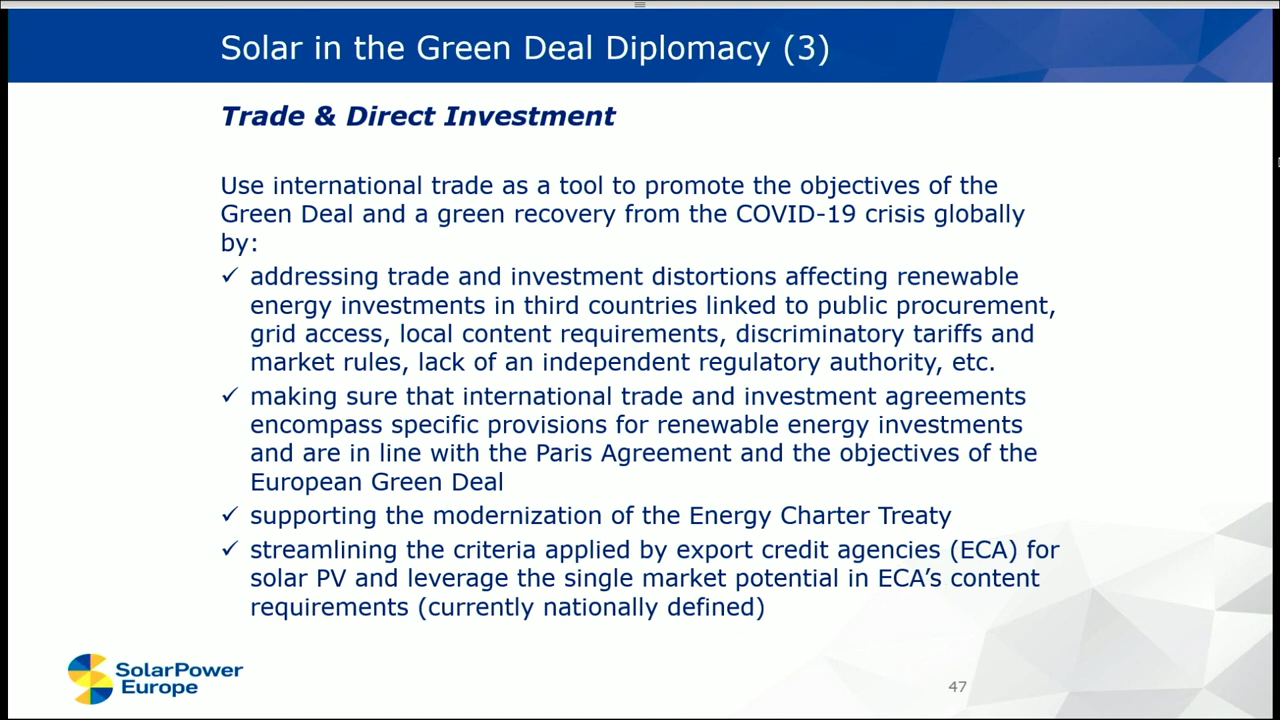 Solar in the Green Deal Diplomacy (3)
Trade & Direct Investment
Use international trade as a tool to promote the objectives of the
Green Deal and a green recovery from the COVID-19 crisis globally
by:
✓ addressing trade and investment distortions affecting renewable
energy investments in third countries linked to public procurement,
grid access, local content requirements, discriminatory tariffs and
market rules, lack of an independent regulatory authority, etc.
✓ making sure that international trade and investment agreements
encompass specific provisions for renewable energy investments
and are in line with the Paris Agreement and the objectives of the
European Green Deal
✓ supporting the modernization of the Energy Charter Treaty
✓ streamlining the criteria applied by export credit agencies (ECA) for
solar PV and leverage the single market potential in ECA’s content
requirements (currently nationally defined)
SolarPower
Europe
47